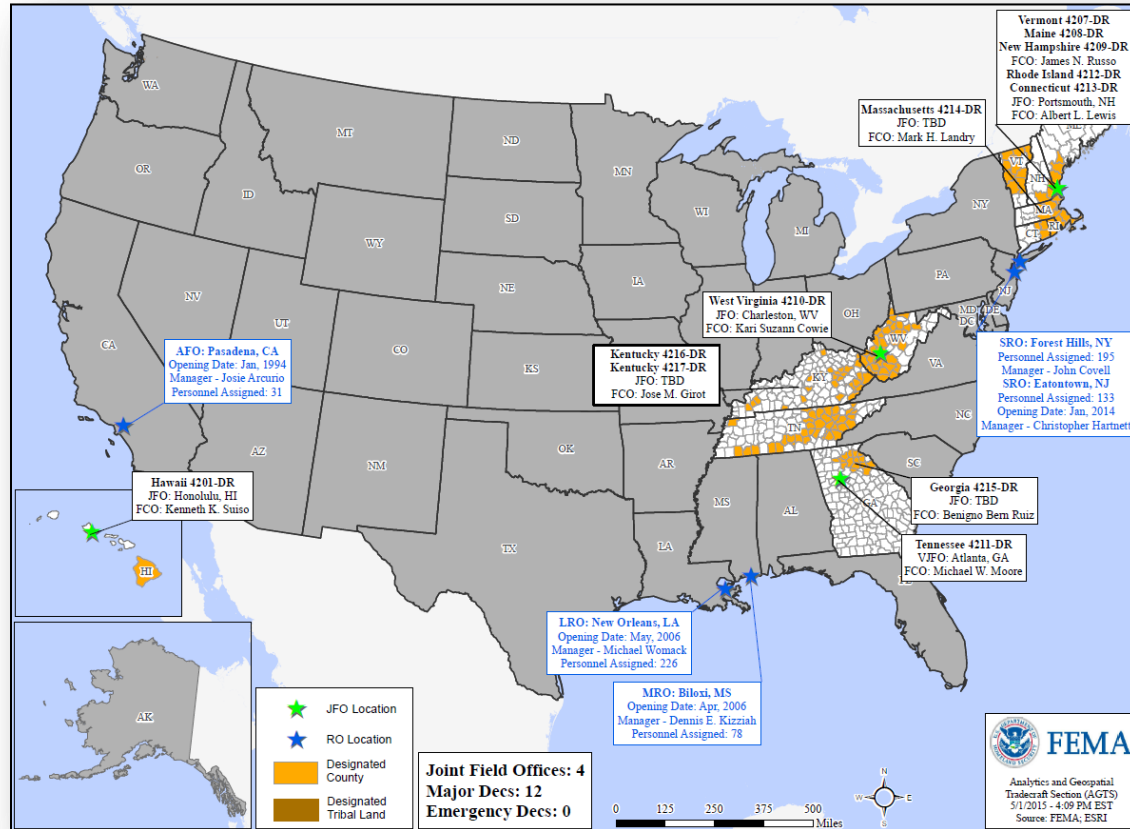 Vermont 4207-DR
Maine 4208-DR
New Hampshire 4209-DR
FCO: James N. Russo
Rhode Island 4212-DR
Connecticut 4213-DR
JFO: Portsmouth, NH
FCO: Albert L. Lewis
Massachusetts 4214-DR
JFO: TBD
FCO: Mark H. Landry
WA
MT
ND
MN
OR
ID
SD
WI
MI
WY
NY
VT
NH
ME
MA
CT
RI
IA
NE
PA
NJ
NV
UT
CO
KS
CA
OH
MD
DE
DC
WV
VA
KY
West Virginia 4210-DR
JFO: Charleston, WV
FCO: Kari Suzann Cowie
Kentucky 4216-DR
Kentucky 4217-DR
JFO: TBD
FCO: Jose M. Girot
AFO: Pasadena, CA
Opening Date: Jan, 1994
Manager - Josie Arcurio
Personnel Assigned: 31
SRO: Forest Hills, NY
Personnel Assigned: 195
Manager - John Covell
SRO: Eatontown, NJ
Personnel Assigned: 133
Opening Date: Jan, 2014
Manager - Christopher Hartnett
NC
TN
AZ
NM
OK
AR
SC
MS
AL
GA
TX
LA
Hawaii 4201-DR
JFO: Honolulu, HI
FCO: Kenneth K. Suiso
HI
Georgia 4215-DR
JFO: TBD
FCO: Benigno Bern Ruiz
Tennessee 4211-DR
VJFO: Atlanta, GA
FCO: Michael W. Moore
LRO: New Orleans, LA
Opening Date: May, 2006
Manager - Michael Womack
Personnel Assigned: 226
MRO: Biloxi, MS
Opening Date: Apr, 2006
Manager - Dennis E. Kizziah
Personnel Assigned: 78
AK
JFO Location
RO Location
Designated
County
Designated
Tribal Land
Joint Field Offices: 4
Major Decs: 12
Emergency Decs: 0
0 125 250 375 500
Miles
N
W E
S
FEMA
Analytics and Geospatial
Tradecraft Section (AGTS)
5/1/2015 - 4:09 PM EST
Source: FEMA; ESRI